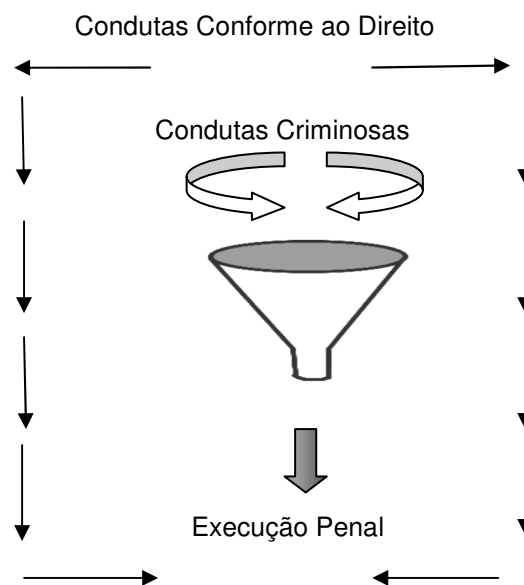 Condutas Conforme ao Direito
Condutas Criminosas
Execução Penal